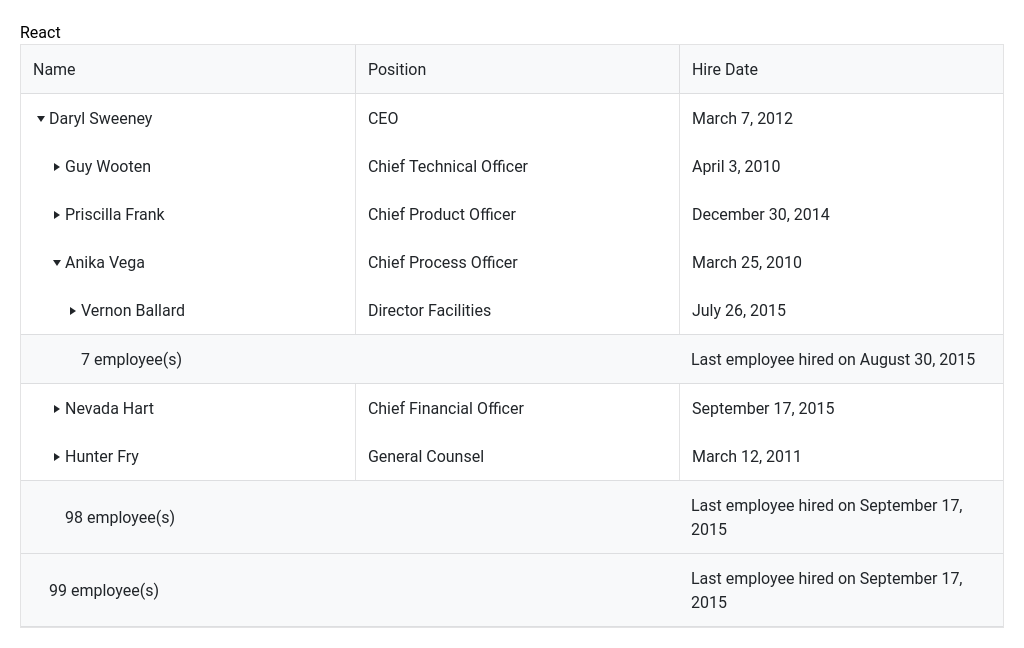 React
Name Position Hire Date
Daryl Sweeney CEO March 7, 2012
Guy Wooten Chief Technical Officer April 3, 2010
Priscilla Frank Chief Product Officer December 30, 2014
Anika Vega Chief Process Officer March 25, 2010
Vernon Ballard Director Facilities July 26, 2015
7 employee(s) Last employee hired on August 30, 2015
Nevada Hart Chief Financial Officer September 17, 2015
Hunter Fry General Counsel March 12, 2011
98 employee(s) Last employee hired on September 17,
2015
99 employee(s) Last employee hired on September 17,
2015